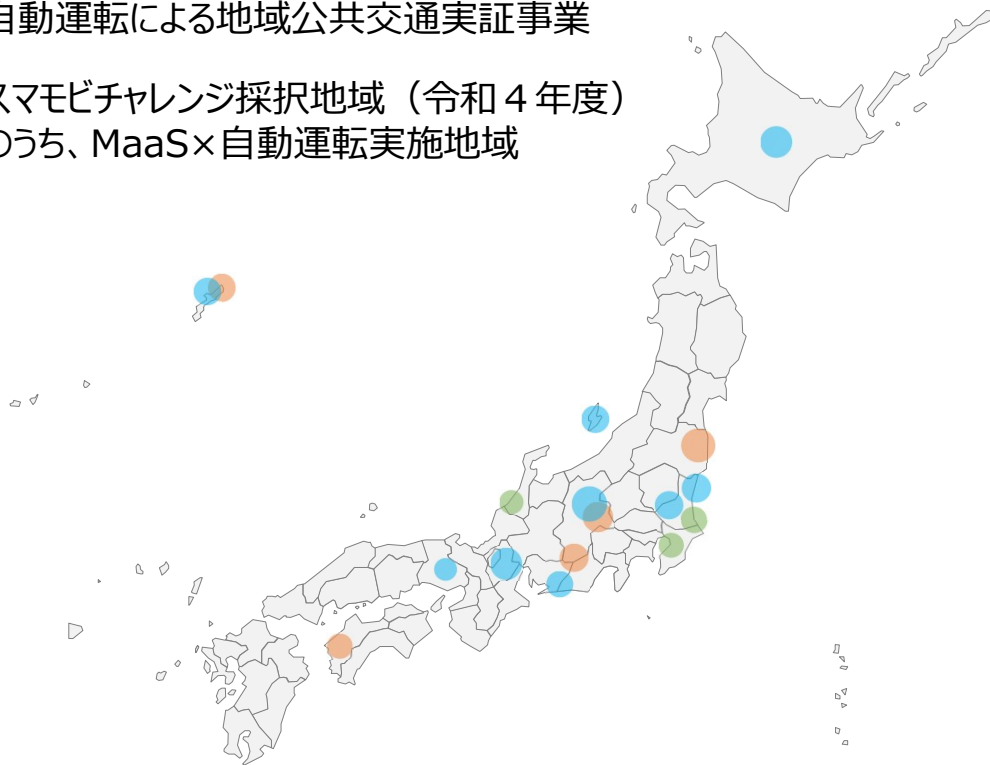 自動運転による地域公共交通実証事業
スマモビチャレンジ採択地域（令和４年度）
のうち、MaaS×自動運転実施地域